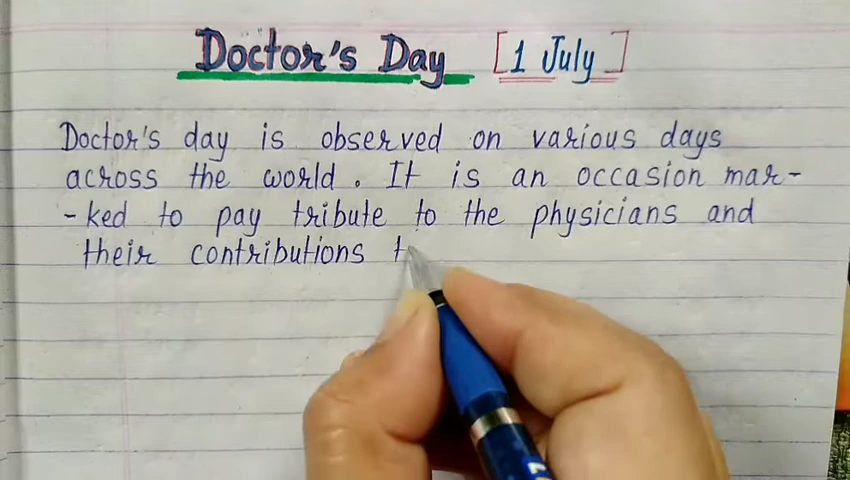 Doctor's Day [1 July]
Doctor's day is observed on various days
across the world. It is an occasion mar-
-ked to pay tribute to the physicians and
their contributions t